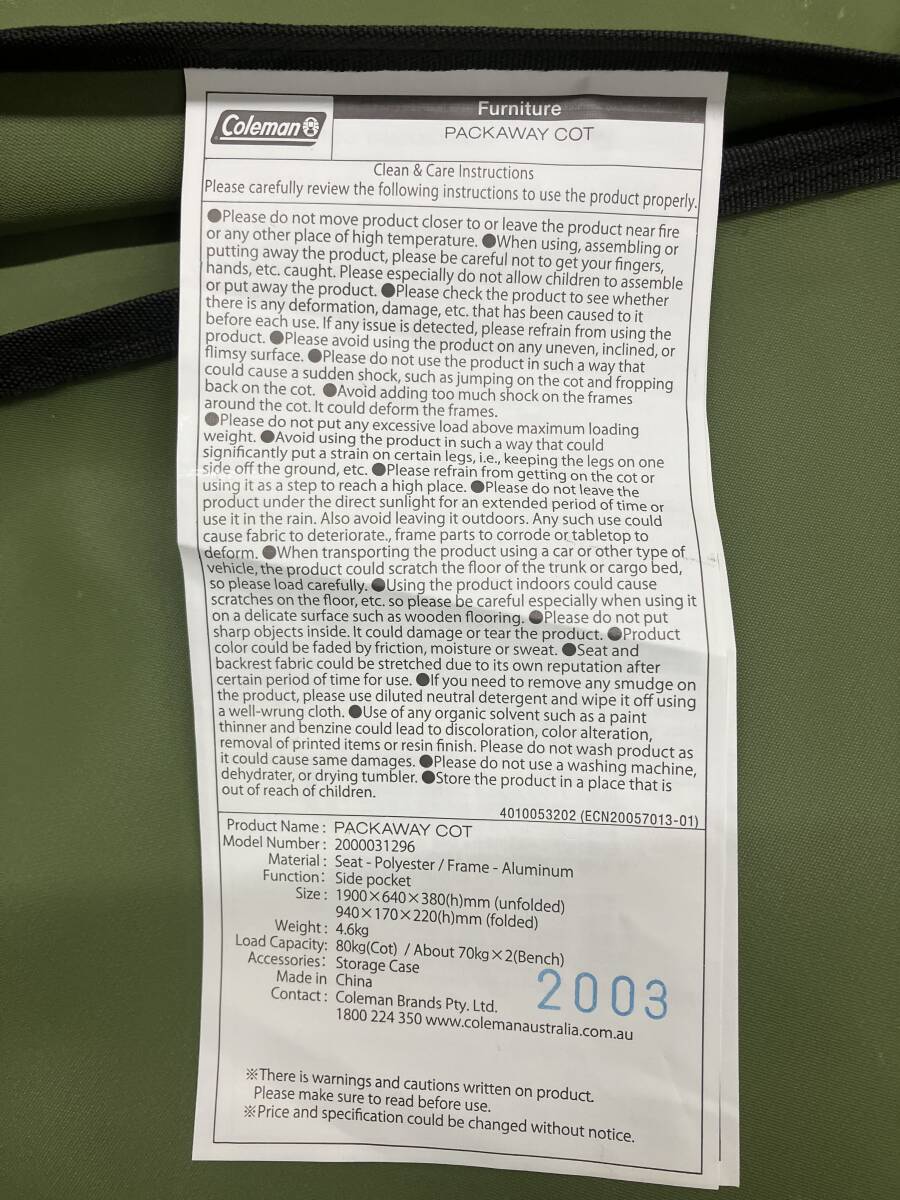 Coleman
Furniture
PACKAWAY COT
Clean & Care Instructions
Please carefully review the following instructions to use the product properly.
●Please do not move product closer to or leave the product near fire
or any other place of high temperature. ●When using, assembling or
putting away the product, please be careful not to get your fingers,
hands, etc. caught. Please especially do not allow children to assemble
or put away the product. ●Please check the product to see whether
there is any deformation, damage, etc. that has been caused to it
before each use. If any issue is detected, please refrain from using the
product. ●Please avoid using the product on any uneven, inclined, or
flimsy surface. ●Please do not use the product in such a way that
could cause a sudden shock, such as jumping on the cot and fropping
back on the cot. ●Avoid adding too much shock on the frames
around the cot. It could deform the frames.
●Please do not put any excessive load above maximum loading
weight. ●Avoid using the product in such a way that could
significantly put a strain on certain legs, i.e., keeping the legs on one
side off the ground, etc. ●Please refrain from getting on the cot or
using it as a step to reach a high place. ●Please do not leave the
product under the direct sunlight for an extended period of time or
use it in the rain. Also avoid leaving it outdoors. Any such use could
cause fabric to deteriorate., frame parts to corrode or tabletop to
deform. ●When transporting the product using a car or other type of
vehicle, the product could scratch the floor of the trunk or cargo bed,
so please load carefully. ●Using the product indoors could cause
scratches on the floor, etc. so please be careful especially when using it
on a delicate surface such as wooden flooring. ●Please do not put
sharp objects inside. It could damage or tear the product. ●Product
color could be faded by friction, moisture or sweat. ●Seat and
backrest fabric could be stretched due to its own reputation after
certain period of time for use. ●If you need to remove any smudge on
the product, please use diluted neutral detergent and wipe it off using
a well-wrung cloth. ●Use of any organic solvent such as a paint
thinner and benzine could lead to discoloration, color alteration,
removal of printed items or resin finish. Please do not wash product as
it could cause same damages. ●Please do not use a washing machine,
dehydrater, or drying tumbler. ●Store the product in a place that is
out of reach of children.
4010053202 (ECN20057013-01)
Product Name : PACKAWAY COT
Model Number : 2000031296
Material : Seat - Polyester / Frame - Aluminum
Function : Side pocket
Size : 1900×640×380(h)mm (unfolded)
940×170×220(h)mm (folded)
Weight : 4.6kg
Load Capacity: 80kg(Cot) / About 70kg×2(Bench)
Accessories: Storage Case
Made in China
Contact : Coleman Brands Pty. Ltd.
1800 224 350 www.colemanaustralia.com.au
2003
※There is warnings and cautions written on product.
Please make sure to read before use.
※Price and specification could be changed without notice.